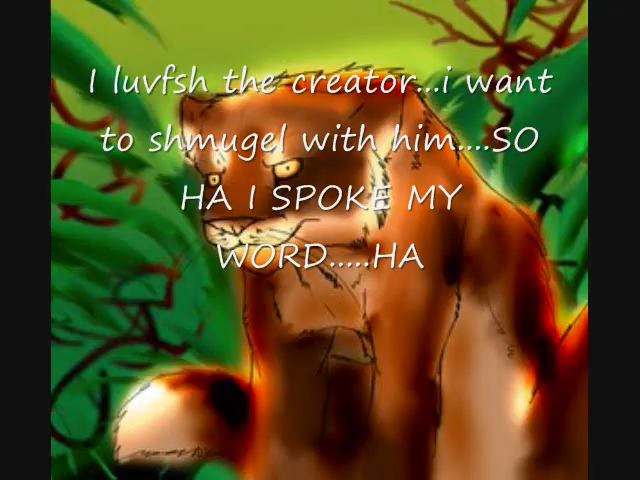 I luvfsh the creator...i want
to shmugel with him....SO
HA I SPOKE MY
WORD.....HA